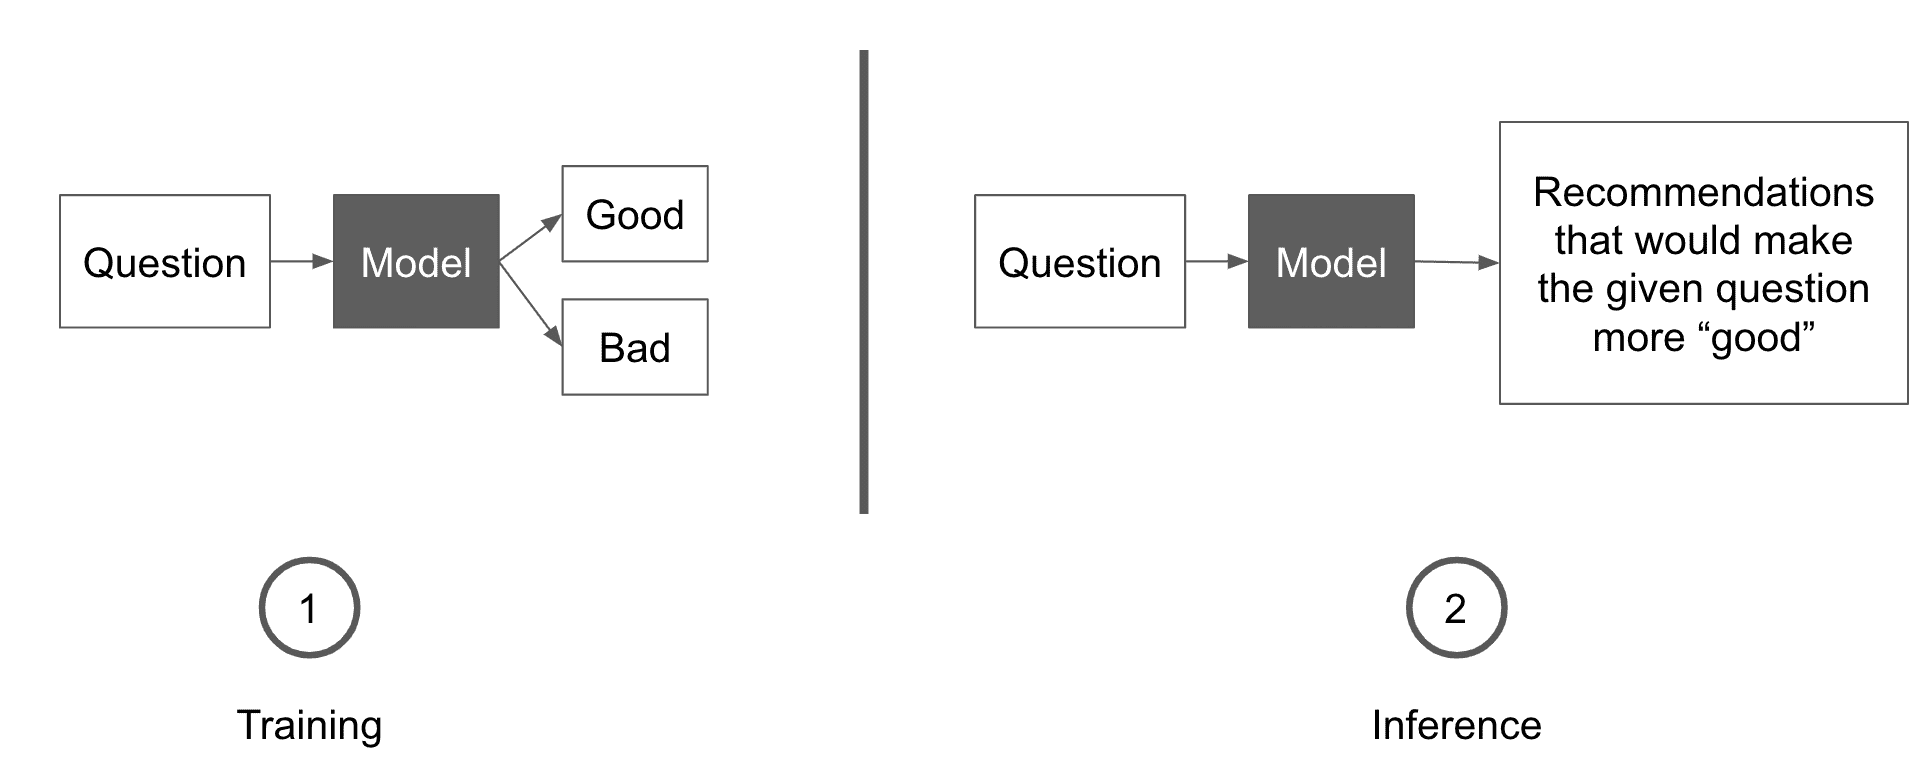 Question
Model
Good
Bad
1
Training
Question
Model
Recommendations
that would make
the given question
more “good”
2
Inference